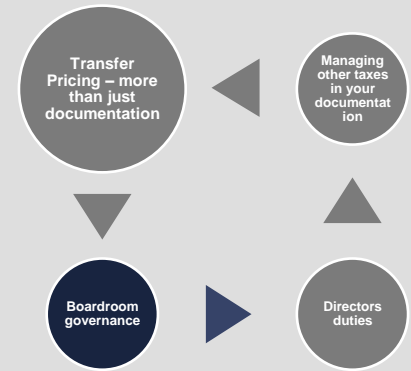 Transfer
Pricing – more
than just
documentation
Managing
other taxes
in your
documentat
ion
Boardroom
governance
Directors
duties